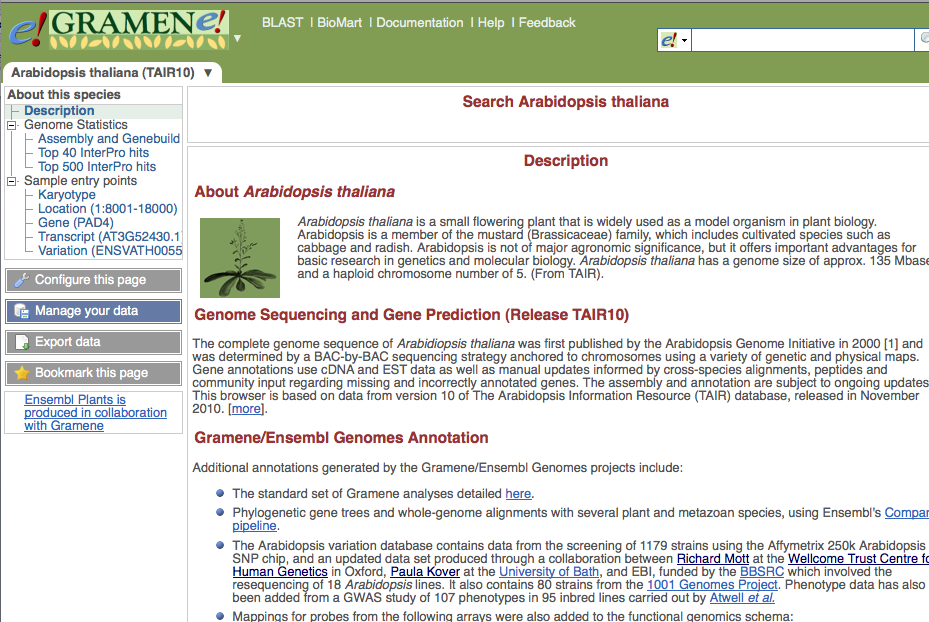 e! GRAMENE e!
BLAST | BioMart | Documentation | Help | Feedback
e!
Arabidopsis thaliana (TAIR10) ▼
About this species
Description
Genome Statistics
Assembly and Genebuild
Top 40 InterPro hits
Top 500 InterPro hits
Sample entry points
Karyotype
Location (1:8001-18000)
Gene (PAD4)
Transcript (AT3G52430.1
Variation (ENSVATH0055
Configure this page
Manage your data
Export data
Bookmark this page
Ensembl Plants is
produced in collaboration
with Gramene
Search Arabidopsis thaliana
Description
About Arabidopsis thaliana
Arabidopsis thaliana is a small flowering plant that is widely used as a model organism in plant biology.
Arabidopsis is a member of the mustard (Brassicaceae) family, which includes cultivated species such as
cabbage and radish. Arabidopsis is not of major agronomic significance, but it offers important advantages for
basic research in genetics and molecular biology. Arabidopsis thaliana has a genome size of approx. 135 Mbase
and a haploid chromosome number of 5. (From TAIR).
Genome Sequencing and Gene Prediction (Release TAIR10)
The complete genome sequence of Arabidiopsis thaliana was first published by the Arabidopsis Genome Initiative in 2000 [1] and
was determined by a BAC-by-BAC sequencing strategy anchored to chromosomes using a variety of genetic and physical maps.
Gene annotations use cDNA and EST data as well as manual updates informed by cross-species alignments, peptides and
community input regarding missing and incorrectly annotated genes. The assembly and annotation are subject to ongoing updates
This browser is based on data from version 10 of The Arabidopsis Information Resource (TAIR) database, released in November
2010. [more].
Gramene/Ensembl Genomes Annotation
Additional annotations generated by the Gramene/Ensembl Genomes projects include:
The standard set of Gramene analyses detailed here.
Phylogenetic gene trees and whole-genome alignments with several plant and metazoan species, using Ensembl's Compar
pipeline.
The Arabidopsis variation database contains data from the screening of 1179 strains using the Affymetrix 250k Arabidopsis
SNP chip, and an updated data set produced through a collaboration between Richard Mott at the Wellcome Trust Centre fo
Human Genetics in Oxford, Paula Kover at the University of Bath, and EBI, funded by the BBSRC which involved the
resequencing of 18 Arabidopsis lines. It also contains 80 strains from the 1001 Genomes Project. Phenotype data has also
been added from a GWAS study of 107 phenotypes in 95 inbred lines carried out by Atwell et al.
Mappings for probes from the following arrays were also added to the functional genomics schema: